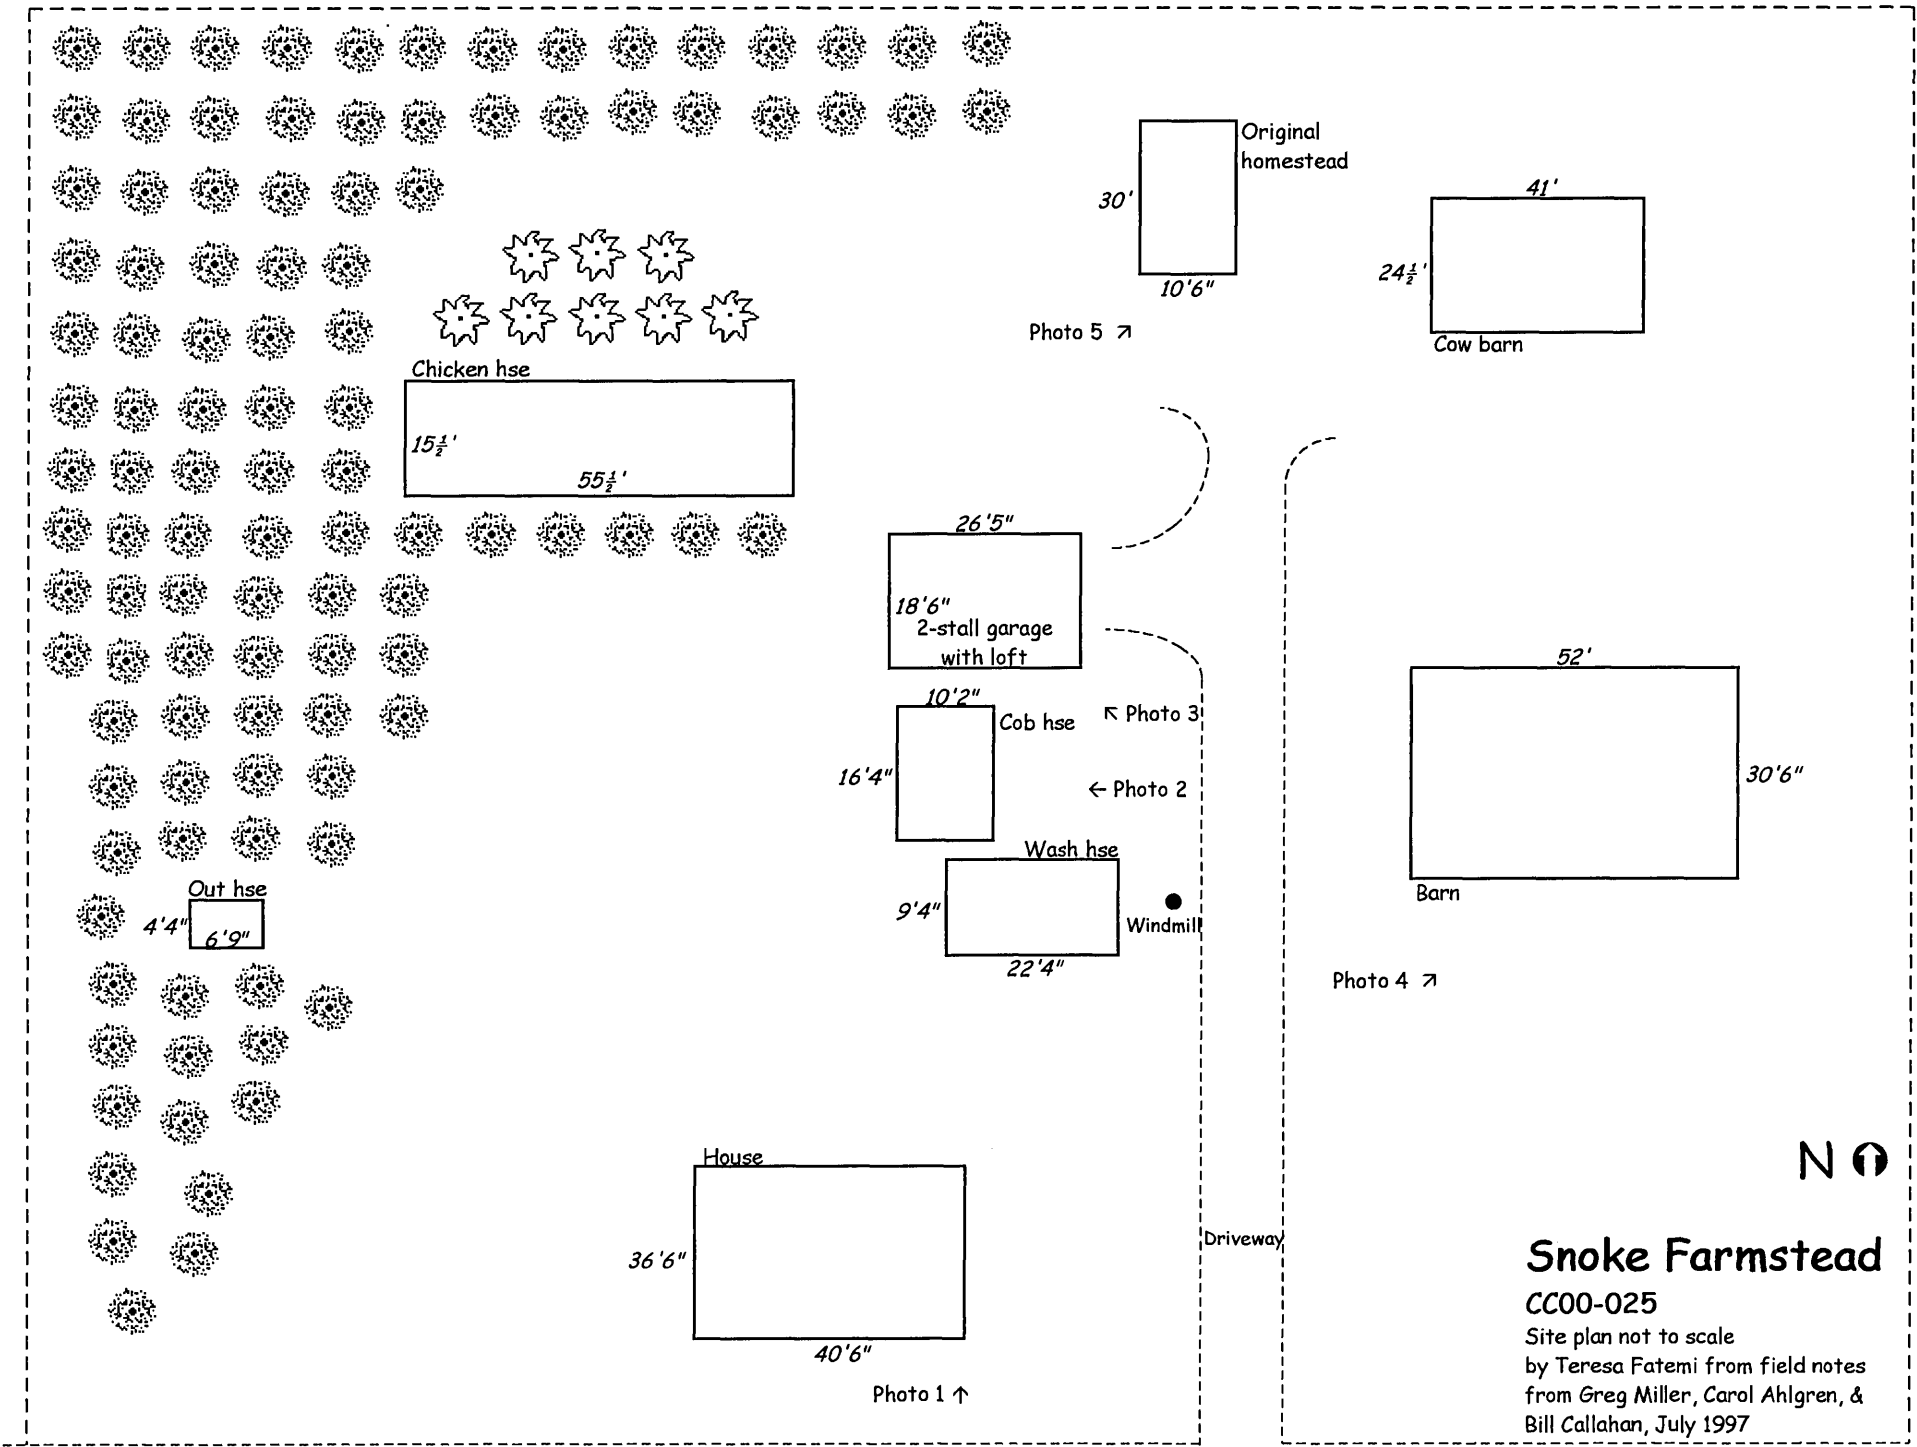 Original
homestead
30'
10'6"
41'
24½'
Cow barn
Photo 5 ↗
Chicken hse
15½'
55½'
26'5"
18'6"
2-stall garage
with loft
10'2"
Cob hse
16'4"
↖ Photo 3
← Photo 2
52'
30'6"
Barn
Wash hse
9'4"
22'4"
Windmill
Out hse
4'4"
6'9"
Photo 4 ↗
House
36'6"
40'6"
Photo 1 ↑
Driveway
N
Snoke Farmstead
CC00-025
Site plan not to scale
by Teresa Fatemi from field notes
from Greg Miller, Carol Ahlgren, &
Bill Callahan, July 1997